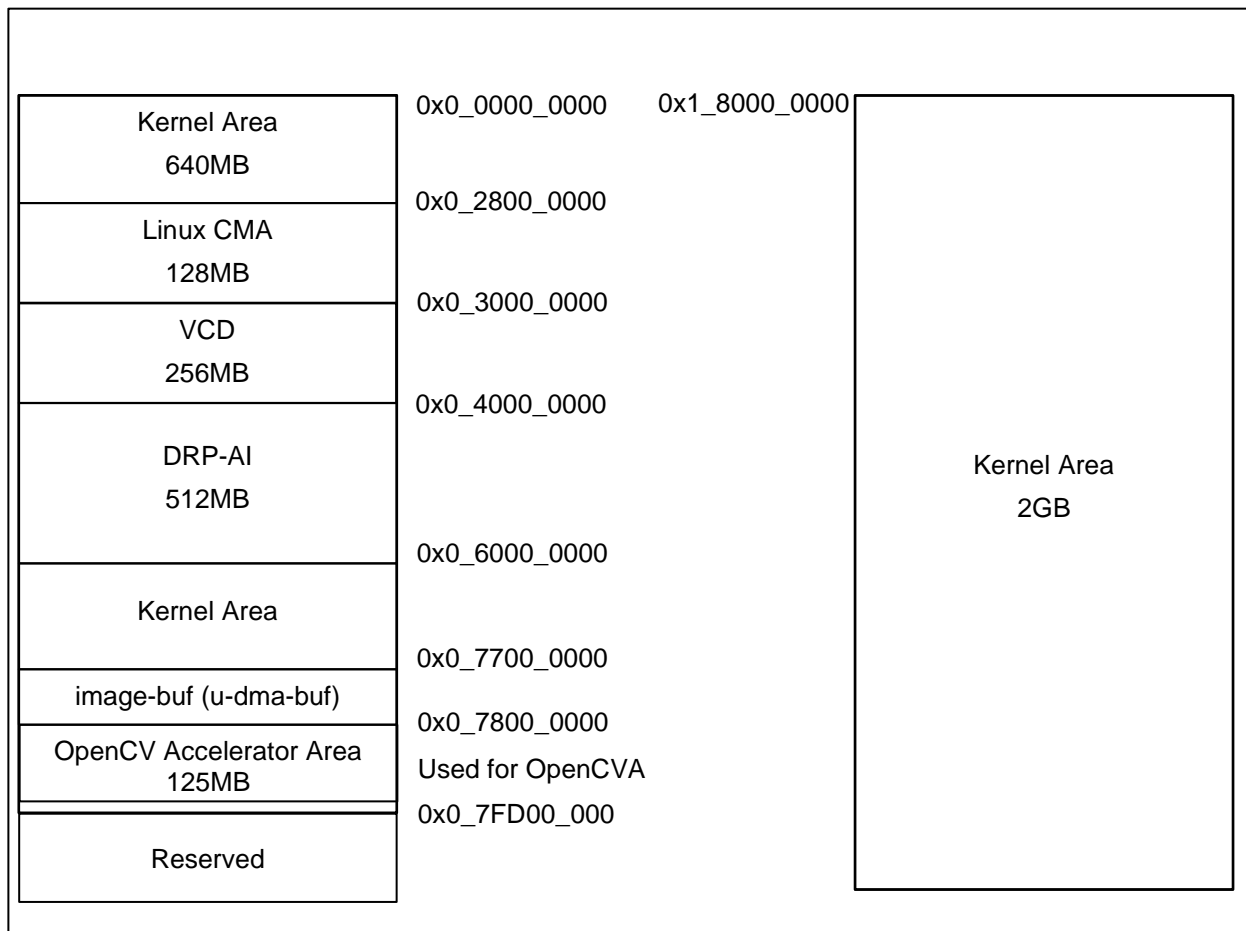 0x0_0000_0000
Kernel Area
640MB
0x0_2800_0000
Linux CMA
128MB
0x0_3000_0000
VCD
256MB
0x0_4000_0000
DRP-AI
512MB
0x0_6000_0000
Kernel Area
0x0_7700_0000
image-buf (u-dma-buf)
0x0_7800_0000
OpenCV Accelerator Area
125MB
Used for OpenCVA
0x0_7FD00_000
Reserved
0x1_8000_0000
Kernel Area
2GB